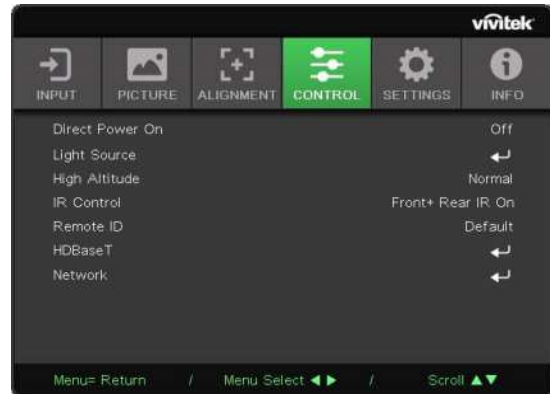 vivitek
INPUT PICTURE ALIGNMENT CONTROL SETTINGS INFO
Direct Power On Off
Light Source
High Altitude Normal
IR Control Front+ Rear IR On
Remote ID Default
HDBaseT
Network
Menu= Return / Menu Select ◀ ▶ / Scroll ▲▼